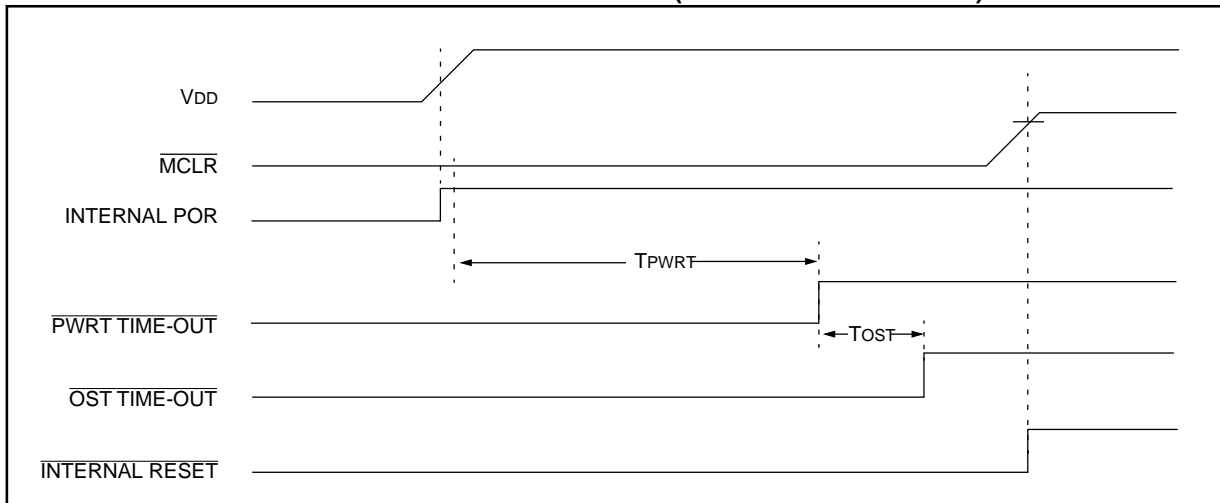 VDD
MCLR
INTERNAL POR
TPWRT
PWRT TIME-OUT
TOST
OST TIME-OUT
INTERNAL RESET